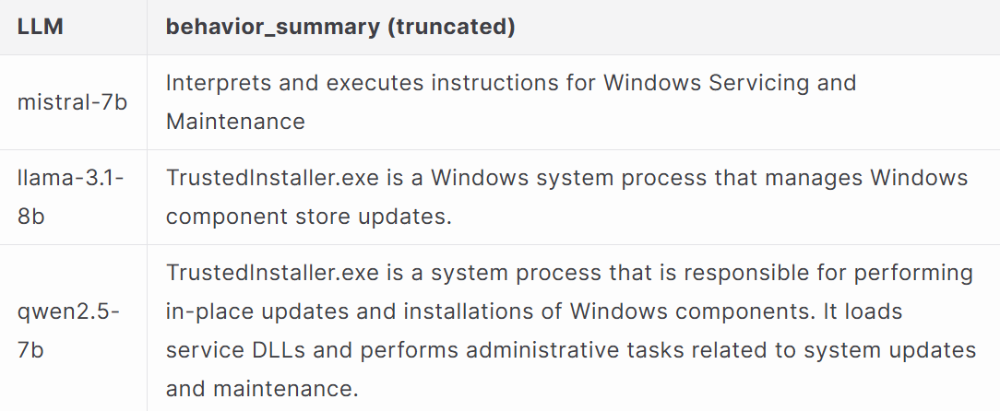 LLM behavior_summary (truncated)
mistral-7b
Interprets and executes instructions for Windows Servicing and
Maintenance
llama-3.1-
8b
TrustedInstaller.exe is a Windows system process that manages Windows
component store updates.
qwen2.5-
7b
TrustedInstaller.exe is a system process that is responsible for performing
in-place updates and installations of Windows components. It loads
service DLLs and performs administrative tasks related to system updates
and maintenance.